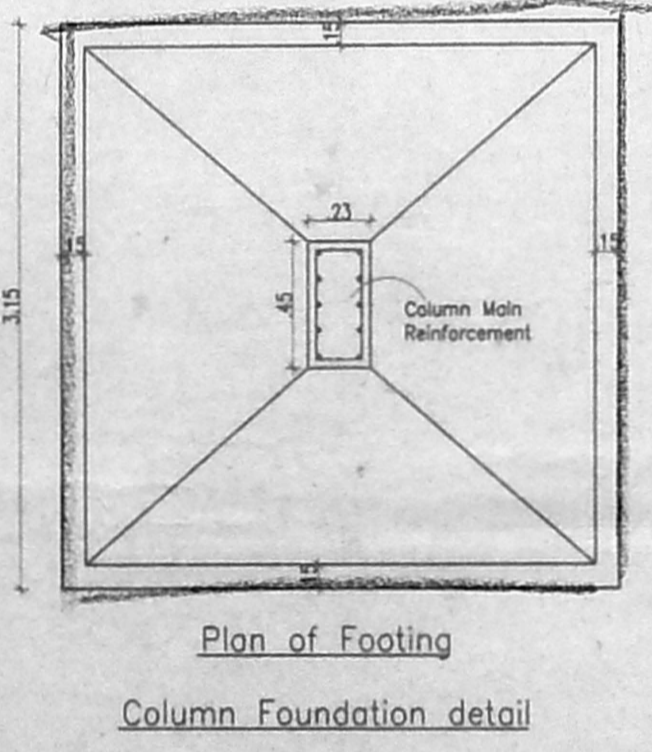 15
23
15
15
3.15
.45
Column Main
Reinforcement
15
Plan of Footing
Column Foundation detail